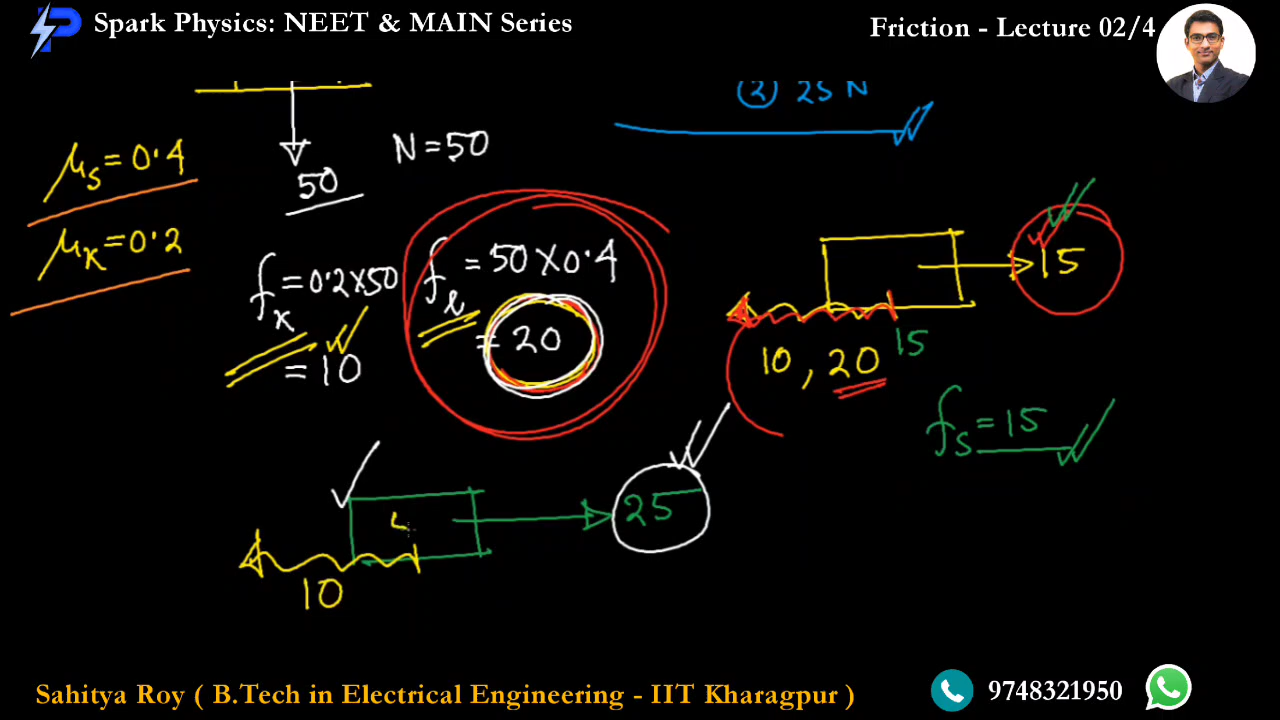 Spark Physics: NEET & MAIN Series
Friction - Lecture 02/4
② 25 N
μs = 0.4
50
N = 50
μK = 0.2
fK = 0.2×50
= 10
fl = 50×0.4
= 20
15
10, 20
15
fs = 15
25
10
Sahitya Roy ( B.Tech in Electrical Engineering - IIT Kharagpur )
9748321950